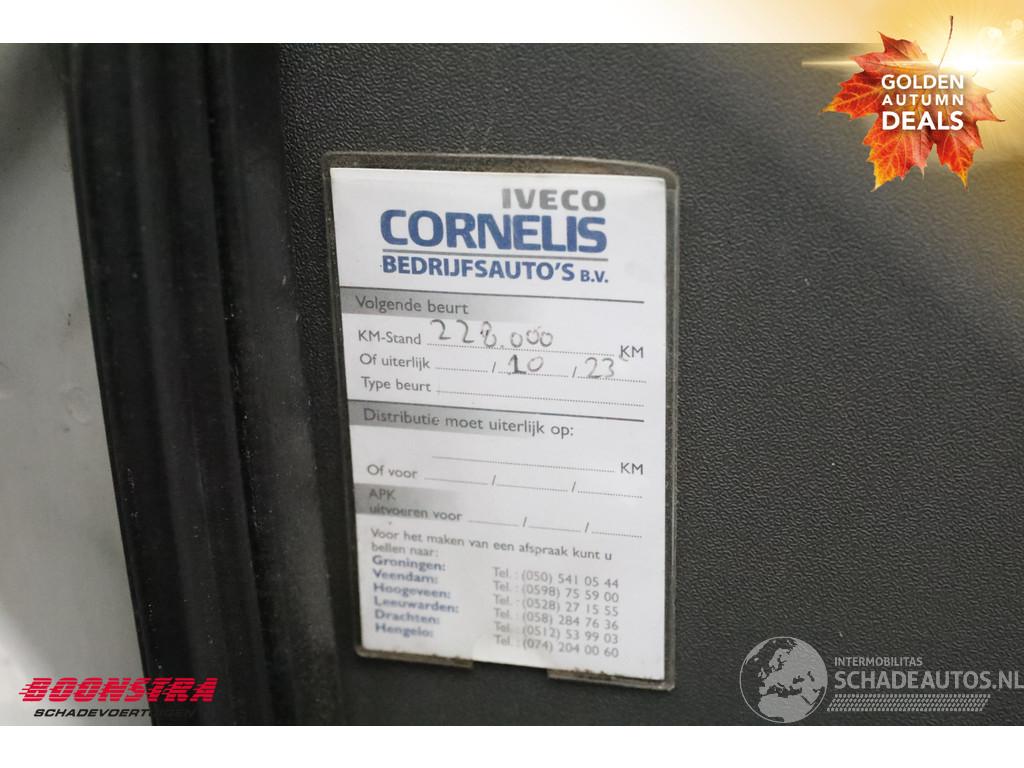 GOLDEN
AUTUMN
DEALS
IVECO
CORNELIS
BEDRIJFSAUTO'S B.V.
Volgende beurt
KM-Stand 228.000 KM
Of uiterlijk / 10 / 23
Type beurt
Distributie moet uiterlijk op:
KM
Of voor / /
APK
uitvoeren voor / /
Voor het maken van een afspraak kunt u
bellen naar:
Groningen: Tel. : (050) 541 05 44
Veendam: Tel. : (0598) 75 59 00
Hoogeveen: Tel. : (0528) 27 15 55
Leeuwarden: Tel. : (058) 284 76 36
Drachten: Tel. : (0512) 53 99 03
Hengelo: Tel. : (074) 204 00 60
BOONSTRA
SCHADEVOERTUIGEN
INTERMOBILITAS
SCHADEAUTOS.NL